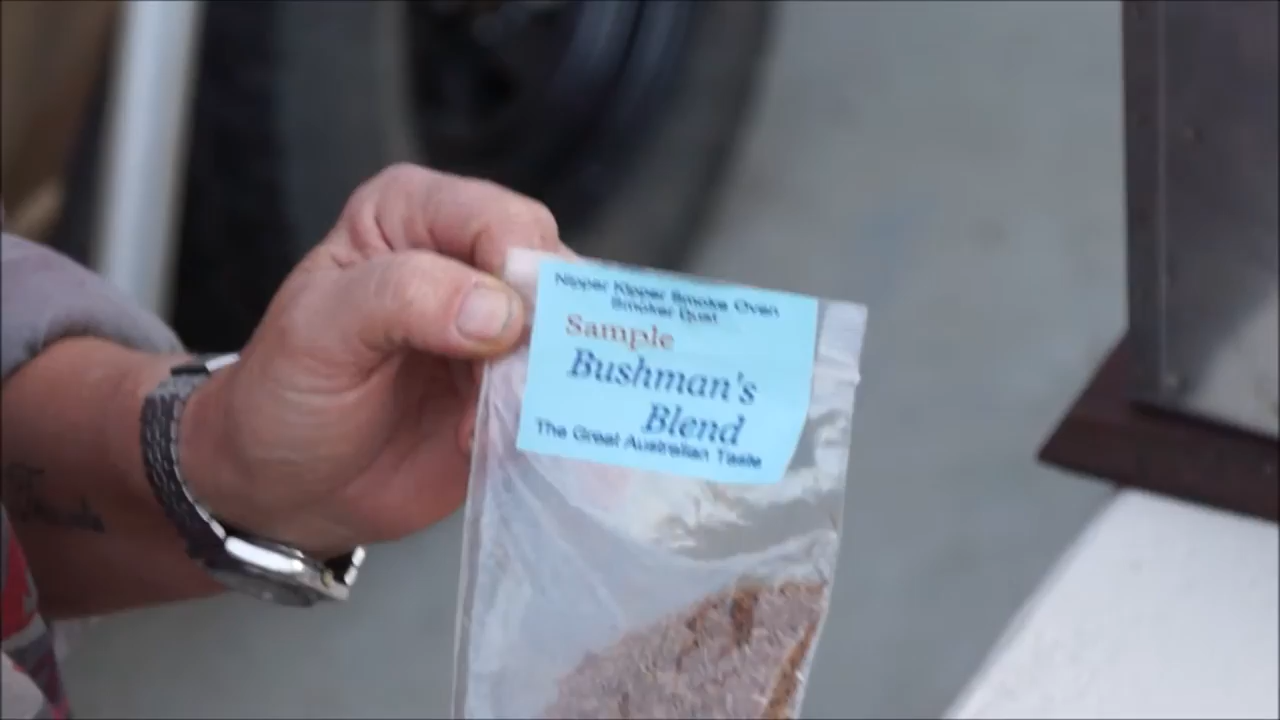 Nipper Kipper Smoke Oven
Smoker Dust
Sample
Bushman's
Blend
The Great Australian Taste